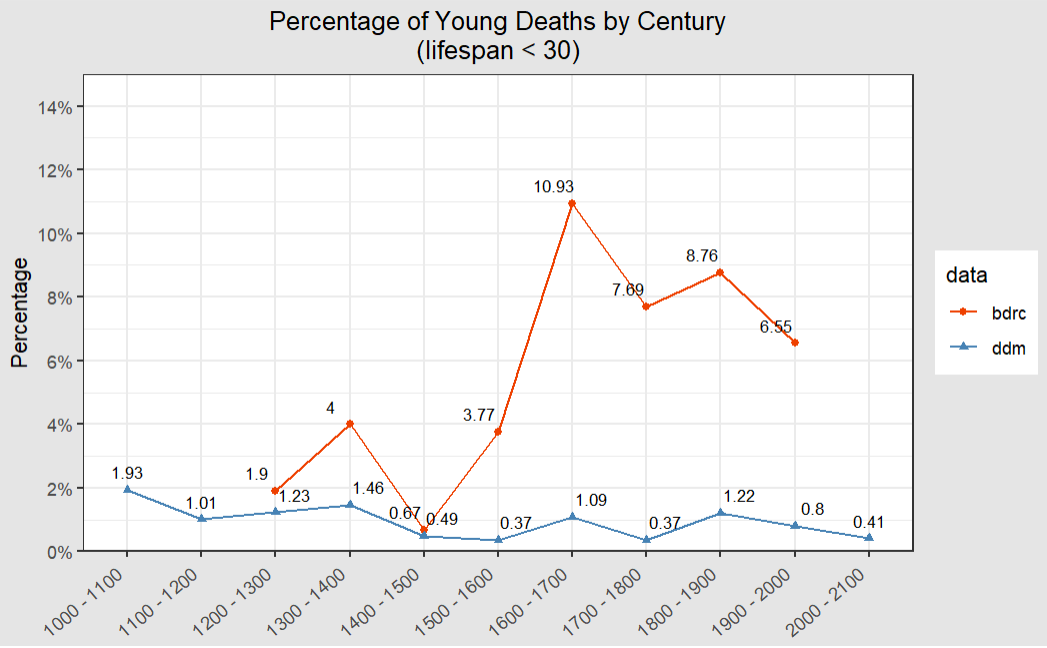 Percentage of Young Deaths by Century
(lifespan < 30)
Percentage
14%
12%
10%
8%
6%
4%
2%
0%
10.93
8.76
7.69
6.55
4
3.77
1.93
1.9
1.01
1.23
1.46
0.67
0.49
0.37
1.09
0.37
1.22
0.8
0.41
1000 - 1100
1100 - 1200
1200 - 1300
1300 - 1400
1400 - 1500
1500 - 1600
1600 - 1700
1700 - 1800
1800 - 1900
1900 - 2000
2000 - 2100
data
bdrc
ddm